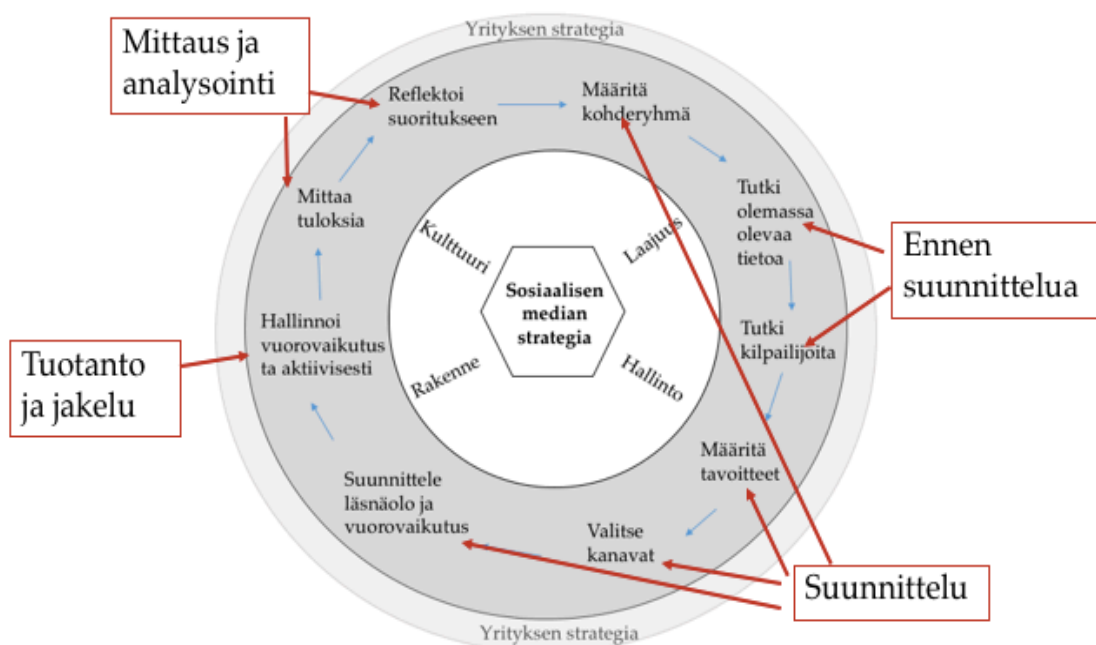 Yrityksen strategia
Mittaus ja
analysointi
Reflektoi
suoritukseen
Määritä
kohderyhmä
Mittaa
tuloksia
Tutki
olemassa
olevaa
tietoa
Kulttuuri
Laajuus
Ennen
suunnittelua
Sosiaalisen
median
strategia
Hallinnoi
vuorovaikutus
ta aktiivisesti
Tutki
kilpailijoita
Tuotanto
ja jakelu
Rakenne
Hallinto
Määritä
tavoitteet
Suunnittele
läsnäolo ja
vuorovaikutus
Valitse
kanavat
Suunnittelu
Yrityksen strategia